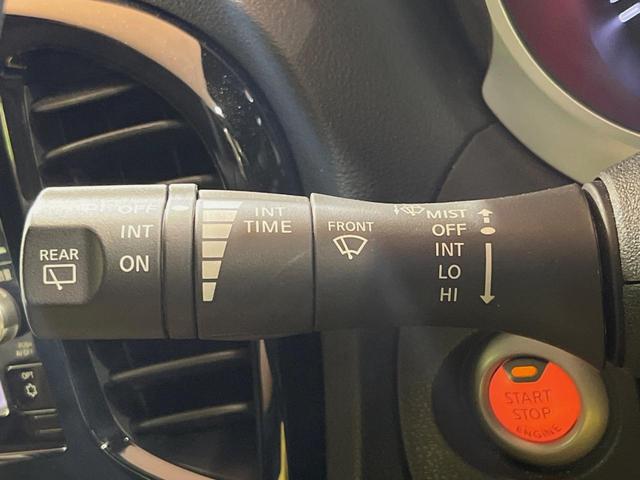 OFF
INT
ON
REAR
INT
TIME
FRONT
MIST
OFF
INT
LO
HI
START
STOP
ENGINE